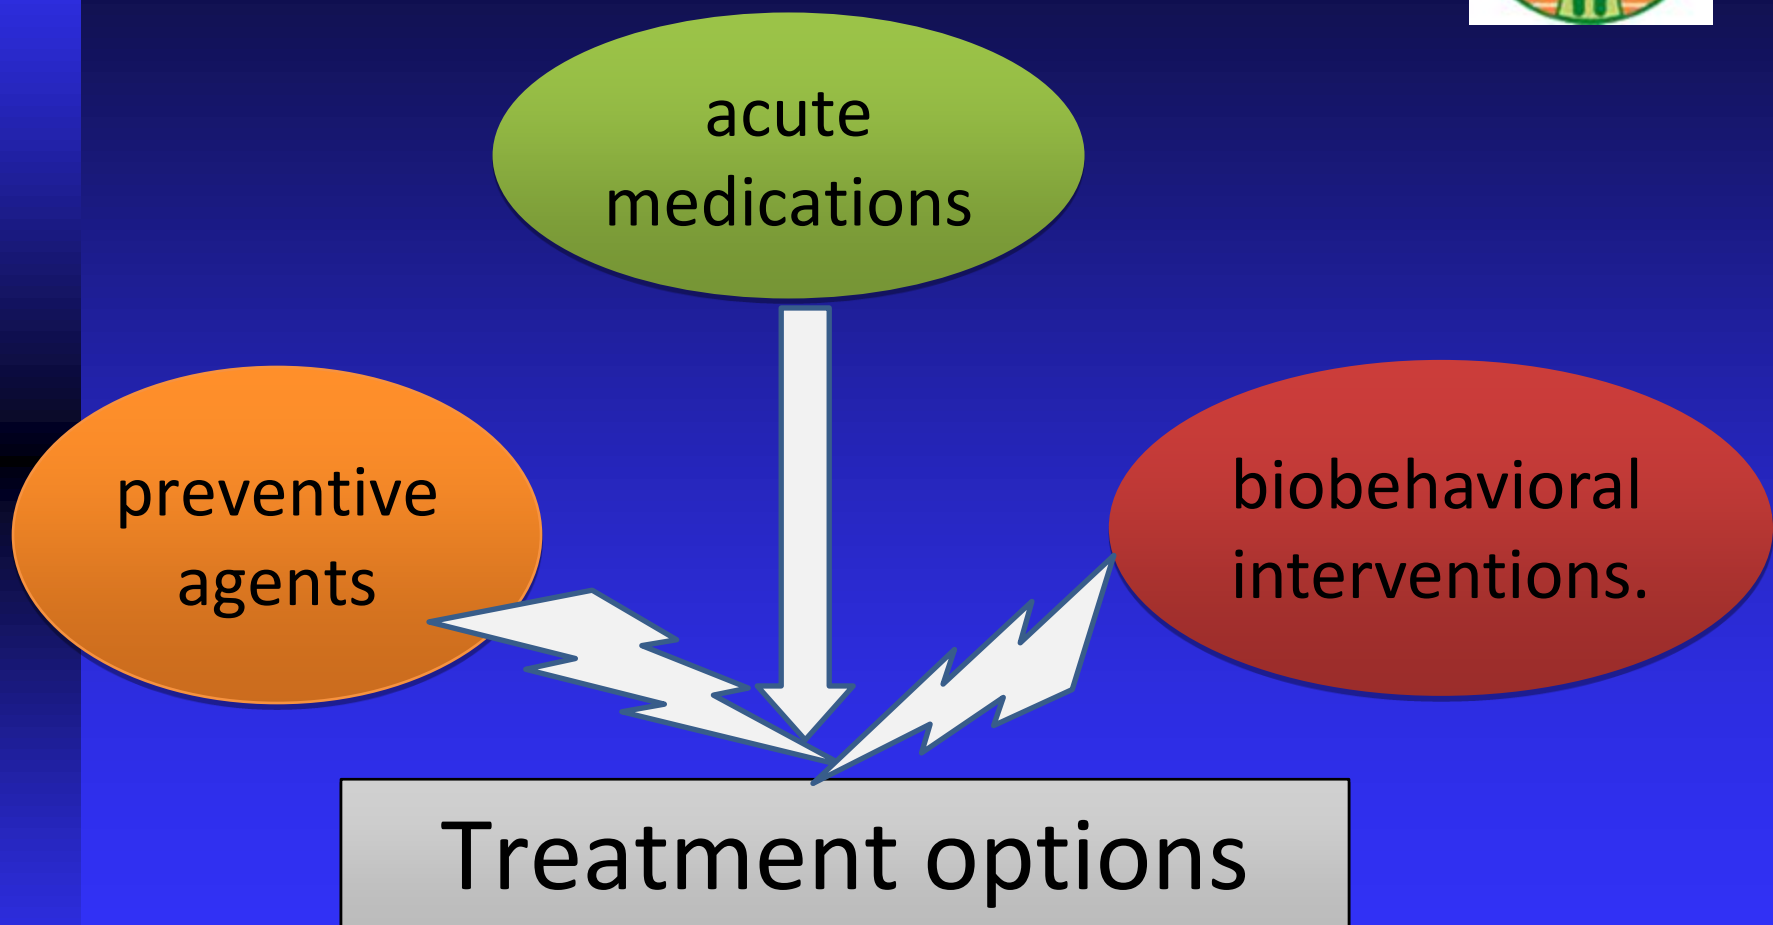 acute
medications
preventive
agents
biobehavioral
interventions.
Treatment options